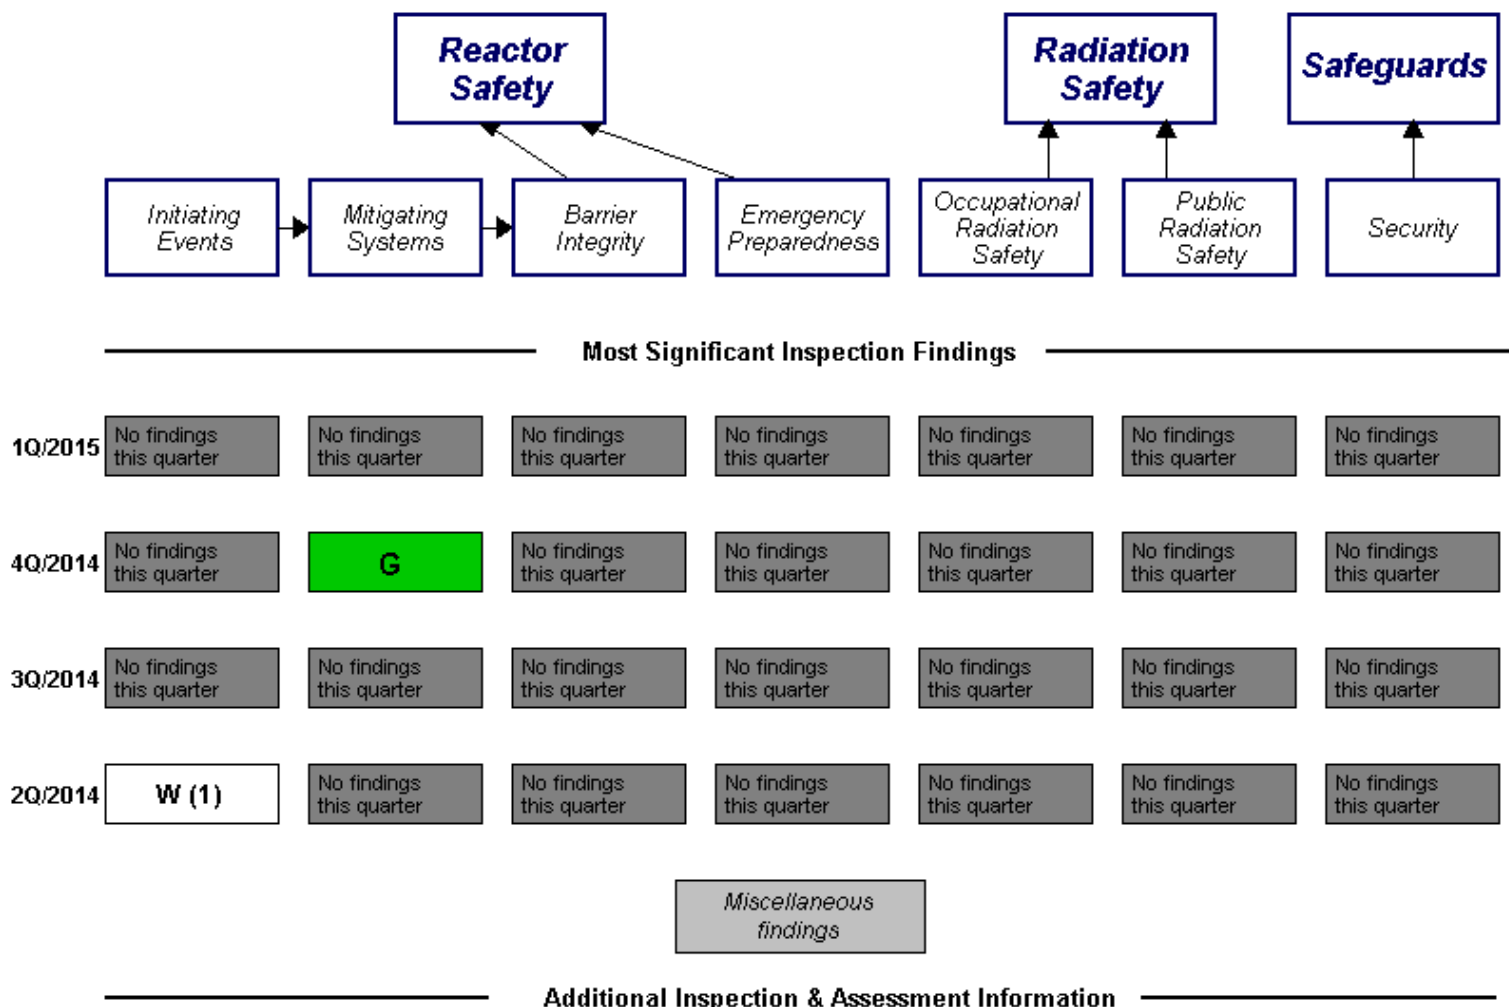 Reactor
Safety
Radiation
Safety
Safeguards
Initiating
Events
Mitigating
Systems
Barrier
Integrity
Emergency
Preparedness
Occupational
Radiation
Safety
Public
Radiation
Safety
Security
Most Significant Inspection Findings
1Q/2015
No findings
this quarter
No findings
this quarter
No findings
this quarter
No findings
this quarter
No findings
this quarter
No findings
this quarter
No findings
this quarter
4Q/2014
No findings
this quarter
G
No findings
this quarter
No findings
this quarter
No findings
this quarter
No findings
this quarter
No findings
this quarter
3Q/2014
No findings
this quarter
No findings
this quarter
No findings
this quarter
No findings
this quarter
No findings
this quarter
No findings
this quarter
No findings
this quarter
2Q/2014
W (1)
No findings
this quarter
No findings
this quarter
No findings
this quarter
No findings
this quarter
No findings
this quarter
No findings
this quarter
Miscellaneous
findings
Additional Inspection & Assessment Information